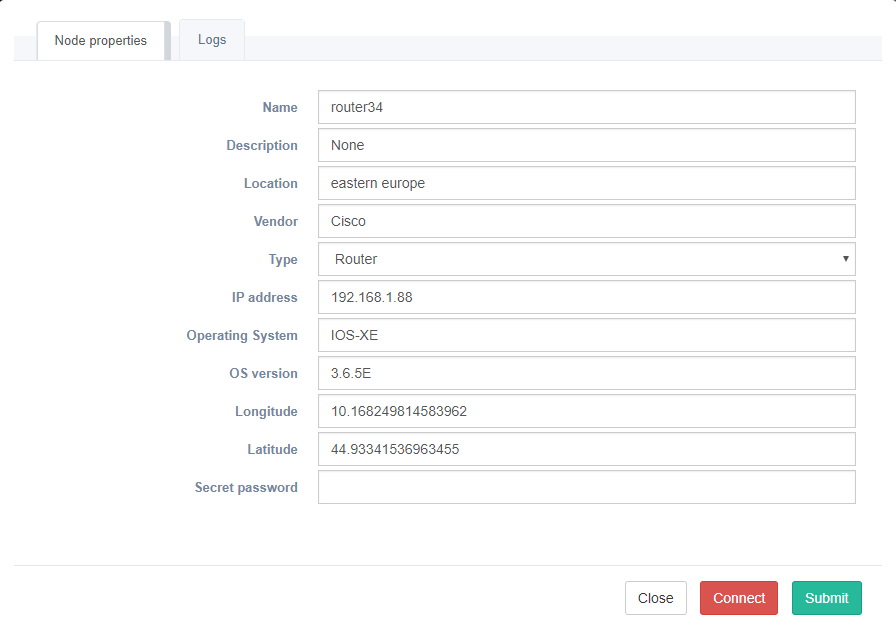 Node properties Logs
Name router34
Description None
Location eastern europe
Vendor Cisco
Type Router
IP address 192.168.1.88
Operating System IOS-XE
OS version 3.6.5E
Longitude 10.168249814583962
Latitude 44.93341536963455
Secret password
Close Connect Submit